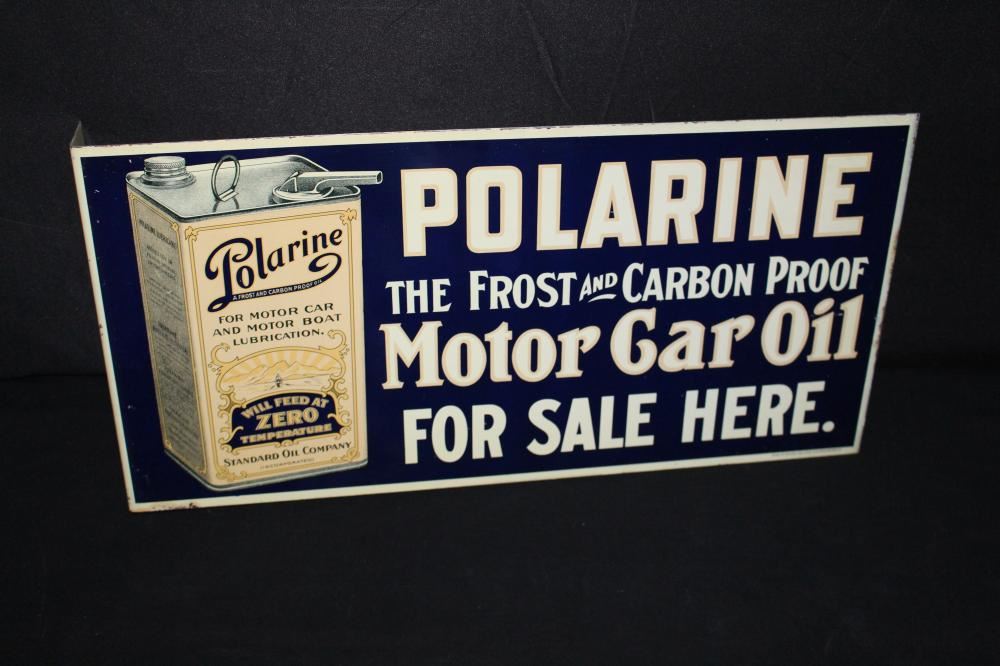 Polarine
A FROST AND CARBON PROOF OIL
FOR MOTOR CAR
AND MOTOR BOAT
LUBRICATION.
WILL FEED AT
ZERO
TEMPERATURE
STANDARD OIL COMPANY
(INCORPORATED)
POLARINE
THE FROST AND CARBON PROOF
Motor Car Oil
FOR SALE HERE.